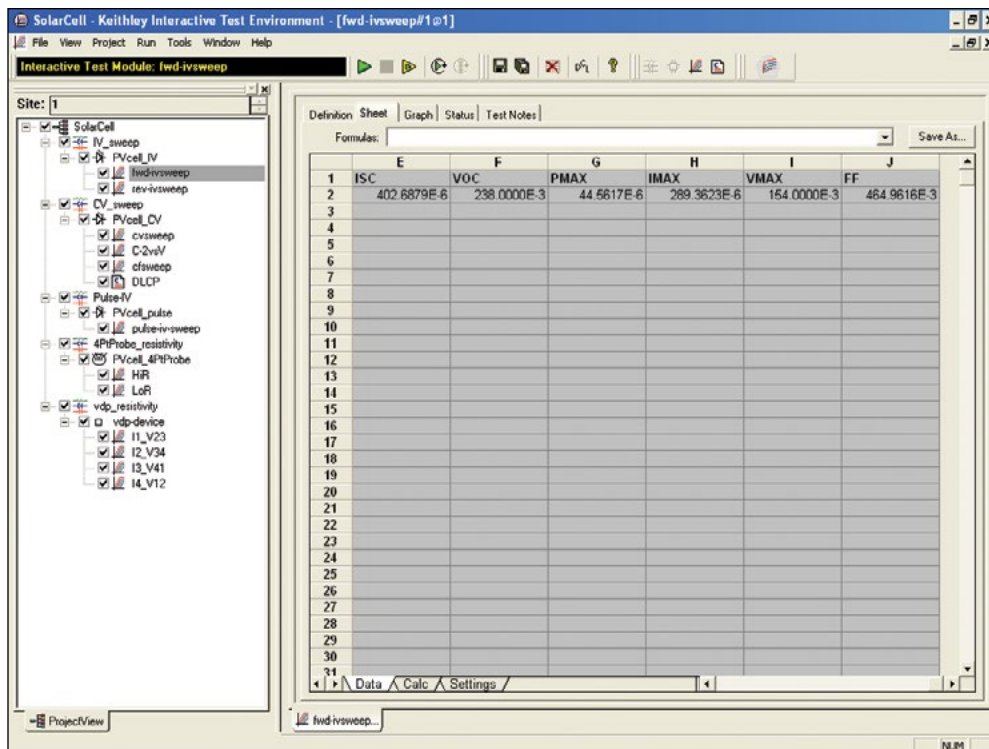 SolarCell - Keithley Interactive Test Environment - [fwd-ivsweep#1@1]
File View Project Run Tools Window Help
Interactive Test Module: fwd-ivsweep
Site: 1
SolarCell
IV_sweep
PVcell_IV
fwd-ivsweep
rev-ivsweep
CV_sweep
PVcell_CV
cvsweep
C-2vsV
cfsweep
DLCP
Pulse-IV
PVcell_pulse
pulse-iv-sweep
4PtProbe_resistivity
PVcell_4PtProbe
HiR
LoR
vdp_resistivity
vdp-device
I1_V23
I2_V34
I3_V41
I4_V12
ProjectView
Definition Sheet Graph Status Test Notes
Formulas: Save As...
E F G H I J
1 ISC VOC PMAX IMAX VMAX FF
2 402.6879E-6 238.0000E-3 44.5617E-6 289.3623E-6 154.0000E-3 464.9616E-3
3
4
5
6
7
8
9
10
11
12
13
14
15
16
17
18
19
20
21
22
23
24
25
26
27
28
29
30
31
Data Calc Settings
fwd-ivsweep...
NUM